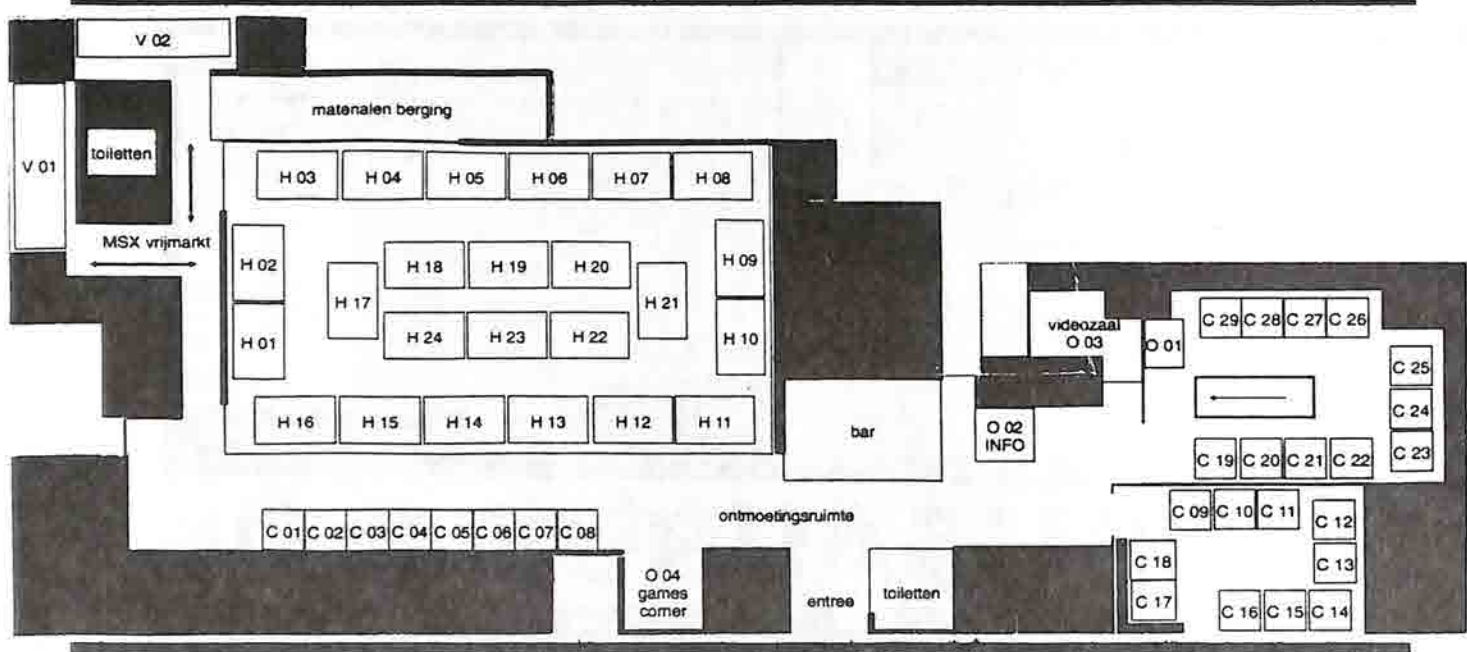 V 02
materialen berging
toiletten
V 01
MSX vrijmarkt
H 03 H 04 H 05 H 06 H 07 H 08
H 02
H 01
H 17
H 18 H 19 H 20
H 24 H 23 H 22
H 21
H 09
H 10
H 16 H 15 H 14 H 13 H 12 H 11
bar
videozaal
O 03
O 01
O 02
INFO
C 29 C 28 C 27 C 26
C 25
C 24
C 23
C 19 C 20 C 21 C 22
C 01 C 02 C 03 C 04 C 05 C 06 C 07 C 08
ontmoetingsruimte
C 09 C 10 C 11
C 12
C 13
C 18
C 17
C 16 C 15 C 14
O 04
games
corner
entree
toiletten